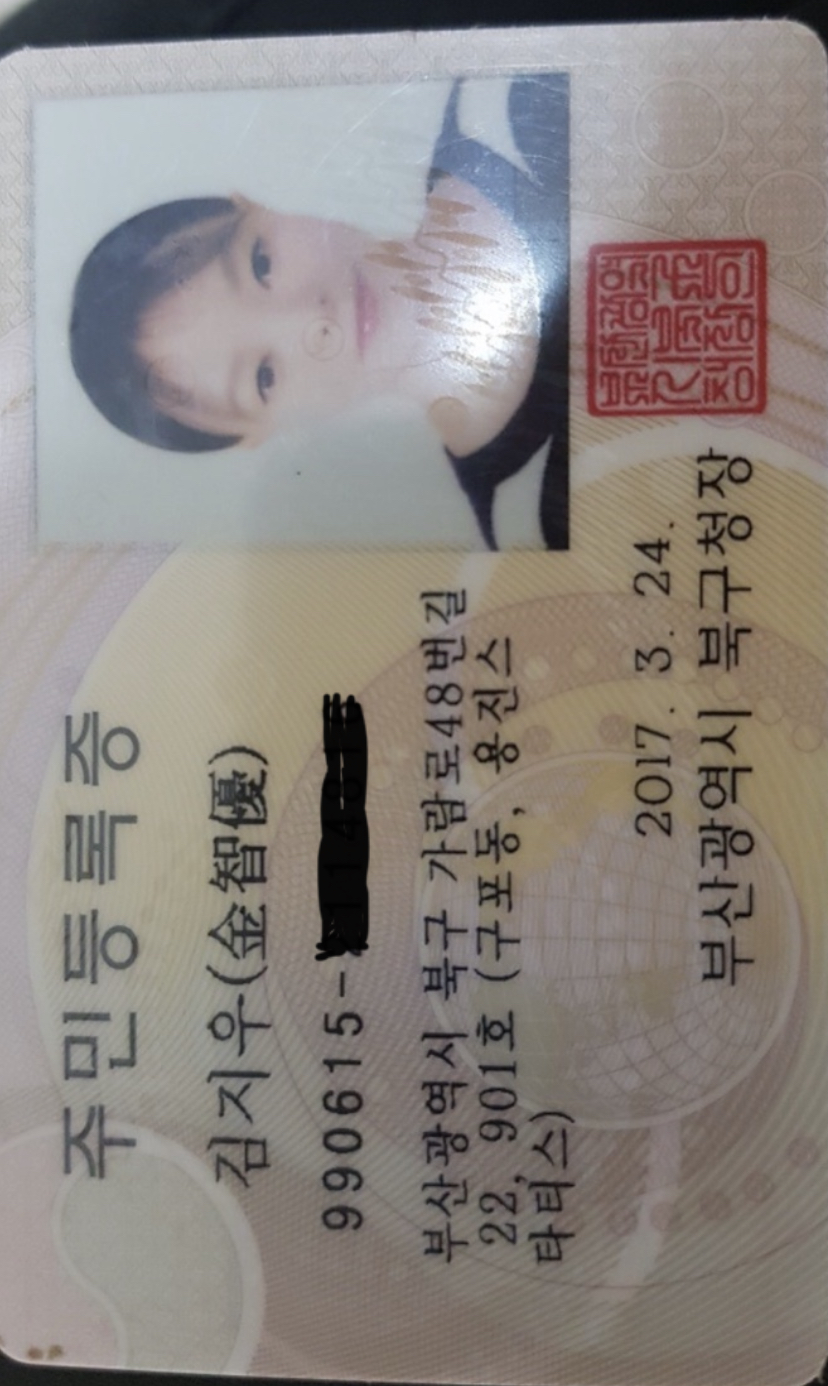 주민등록증
김지우(金智優)
990615-
부산광역시 북구 가람로48번길
22, 901호 (구포동, 용진스
타티스)
2017. 3. 24.
부산광역시 북구청장